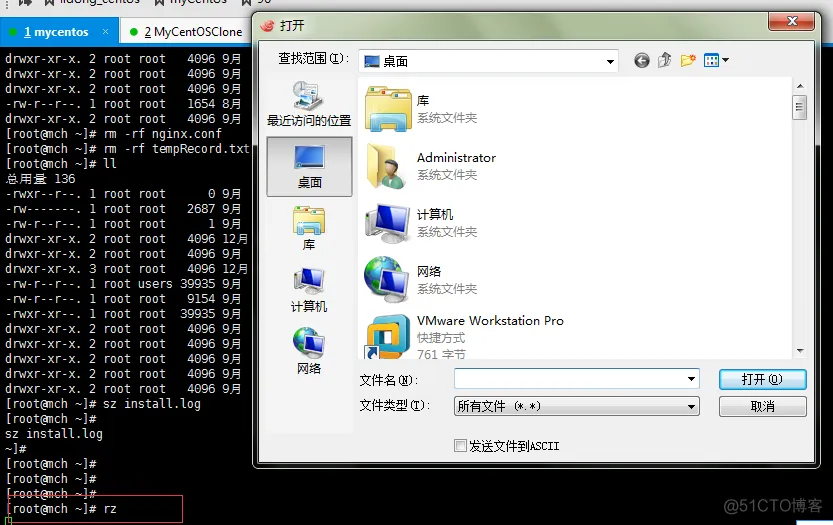 lidong_centos
myCentos
90
1 mycentos ×
2 MyCentOSClone
drwxr-xr-x. 2 root root 4096 9月
drwxr-xr-x. 2 root root 4096 9月
drwxr-xr-x. 2 root root 4096 9月
-rw-r--r--. 1 root root 1654 8月
drwxr-xr-x. 2 root root 4096 9月
[root@mch ~]# rm -rf nginx.conf
[root@mch ~]# rm -rf tempRecord.txt
[root@mch ~]# ll
总用量 136
-rwxr--r--. 1 root root 0 9月
-rw-------. 1 root root 2687 9月
-rw-r--r--. 1 root root 1 9月
drwxr-xr-x. 2 root root 4096 12月
drwxr-xr-x. 2 root root 4096 9月
drwxr-xr-x. 3 root root 4096 12月
-rw-r--r--. 1 root users 39935 9月
-rw-r--r--. 1 root root 9154 9月
-rw-r--r--. 1 root root 39935 9月
drwxr-xr-x. 2 root root 4096 9月
drwxr-xr-x. 2 root root 4096 9月
drwxr-xr-x. 2 root root 4096 9月
drwxr-xr-x. 2 root root 4096 9月
drwxr-xr-x. 2 root root 4096 9月
[root@mch ~]# sz install.log
[root@mch ~]#
sz install.log
~]#
[root@mch ~]#
[root@mch ~]#
[root@mch ~]#
[root@mch ~]# rz
打开
查找范围(I):
桌面
最近访问的位置
桌面
库
计算机
网络
库
系统文件夹
Administrator
系统文件夹
计算机
系统文件夹
网络
系统文件夹
VMware Workstation Pro
快捷方式
761 字节
文件名(N):
打开(O)
文件类型(T):
所有文件 (*.*)
取消
发送文件到ASCII
@51CTO博客